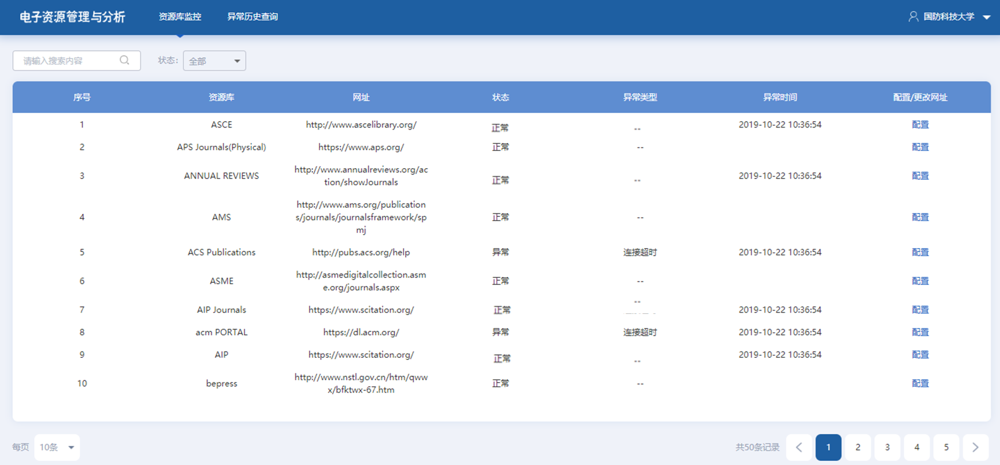 电子资源管理与分析 资源库监控 异常历史查询 国防科技大学
请输入搜索内容 状态: 全部
序号 资源库 网址 状态 异常类型 异常时间 配置/更改网址
1 ASCE http://www.ascelibrary.org/ 正常 -- 2019-10-22 10:36:54 配置
2 APS Journals(Physical) https://www.aps.org/ 正常 -- 配置
3 ANNUAL REVIEWS http://www.annualreviews.org/ac 正常 -- 2019-10-22 10:36:54 配置
tion/showJournals
4 AMS http://www.ams.org/publication 正常 -- 配置
s/journals/journalsframework/sp
mj
5 ACS Publications http://pubs.acs.org/help 异常 连接超时 2019-10-22 10:36:54 配置
6 ASME http://asmedigitalcollection.asm 正常 -- 配置
e.org/journals.aspx
7 AIP Journals https://www.scitation.org/ 正常 -- 2019-10-22 10:36:54 配置
8 acm PORTAL https://dl.acm.org/ 异常 连接超时 2019-10-22 10:36:54 配置
9 AIP https://www.scitation.org/ 正常 -- 2019-10-22 10:36:54 配置
10 bepress http://www.nstl.gov.cn/htm/qww 正常 -- 配置
x/bfktwx-67.htm
每页 10条 共50条记录 1 2 3 4 5